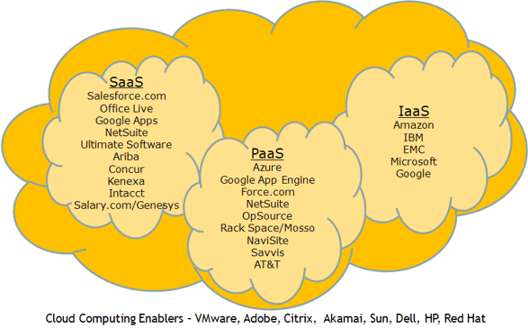 SaaS
Salesforce.com
Office Live
Google Apps
NetSuite
Ultimate Software
Ariba
Concur
Kenexa
Intacct
Salary.com/Genesys
PaaS
Azure
Google App Engine
Force.com
NetSuite
OpSource
Rack Space/Mosso
NaviSite
Savvis
AT&T
IaaS
Amazon
IBM
EMC
Microsoft
Google
Cloud Computing Enablers – VMware, Adobe, Citrix, Akamai, Sun, Dell, HP, Red Hat